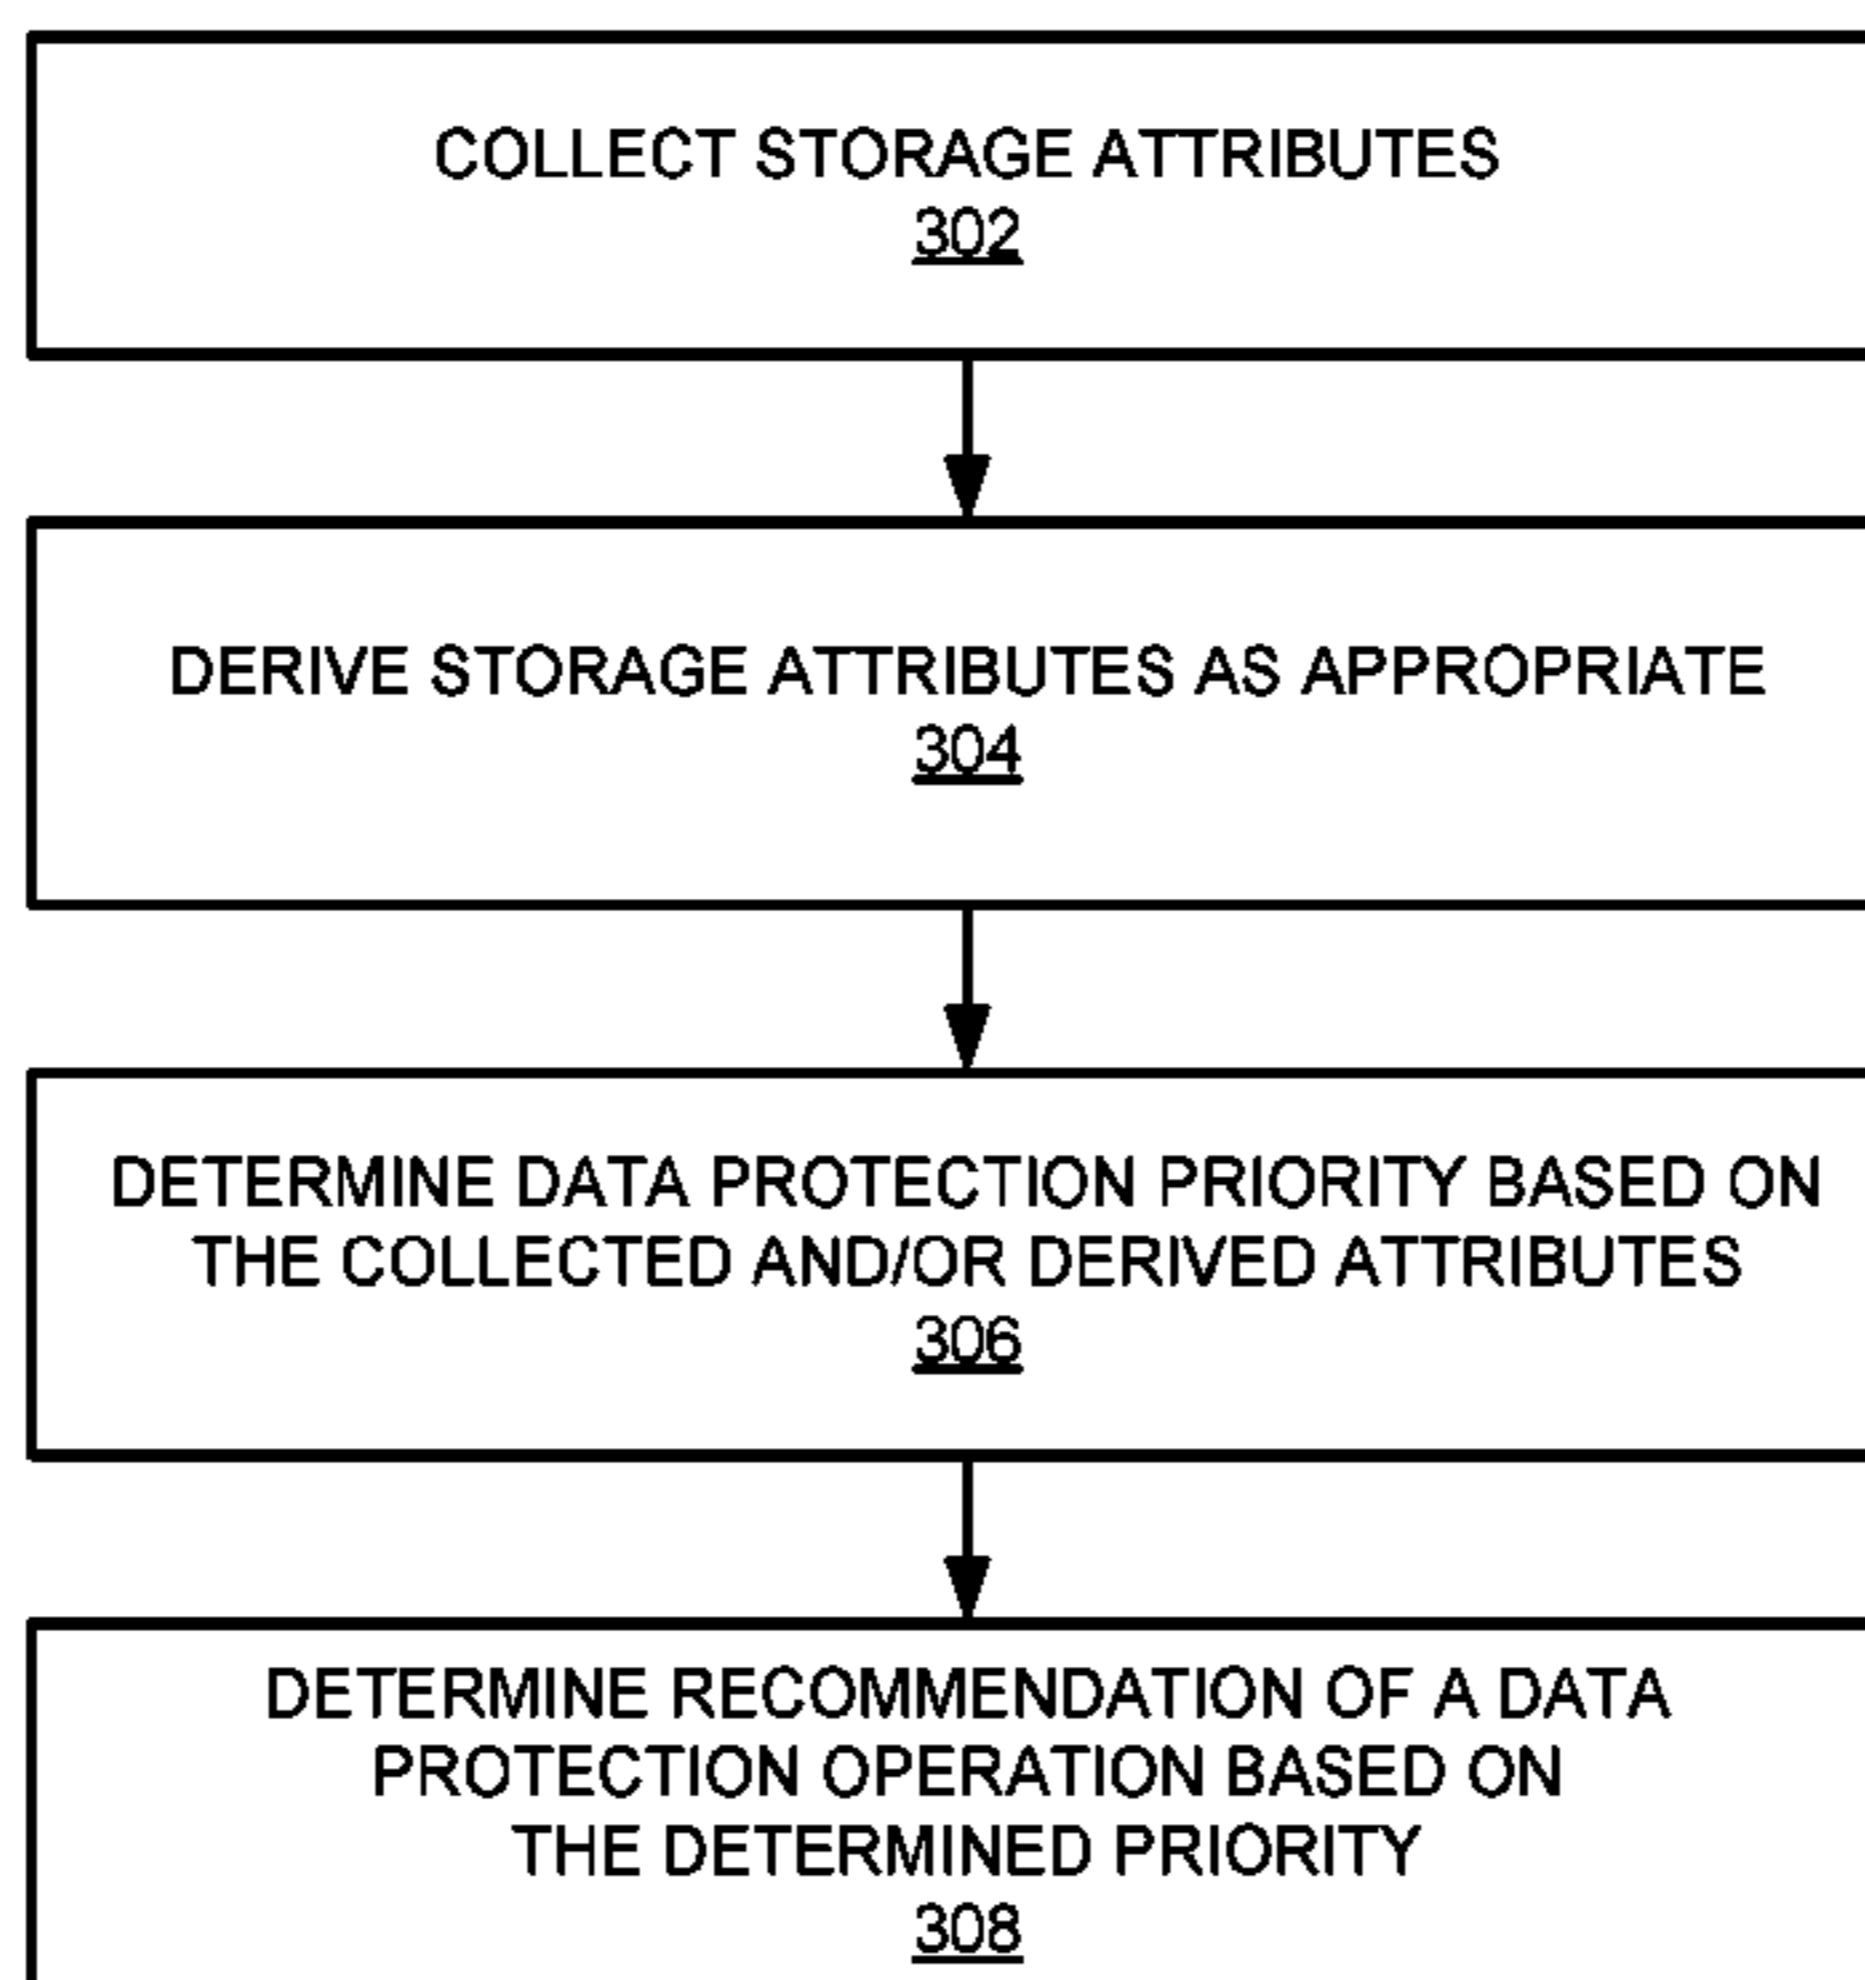 COLLECT STORAGE ATTRIBUTES
302
DERIVE STORAGE ATTRIBUTES AS APPROPRIATE
304
DETERMINE DATA PROTECTION PRIORITY BASED ON
THE COLLECTED AND/OR DERIVED ATTRIBUTES
306
DETERMINE RECOMMENDATION OF A DATA
PROTECTION OPERATION BASED ON
THE DETERMINED PRIORITY
308